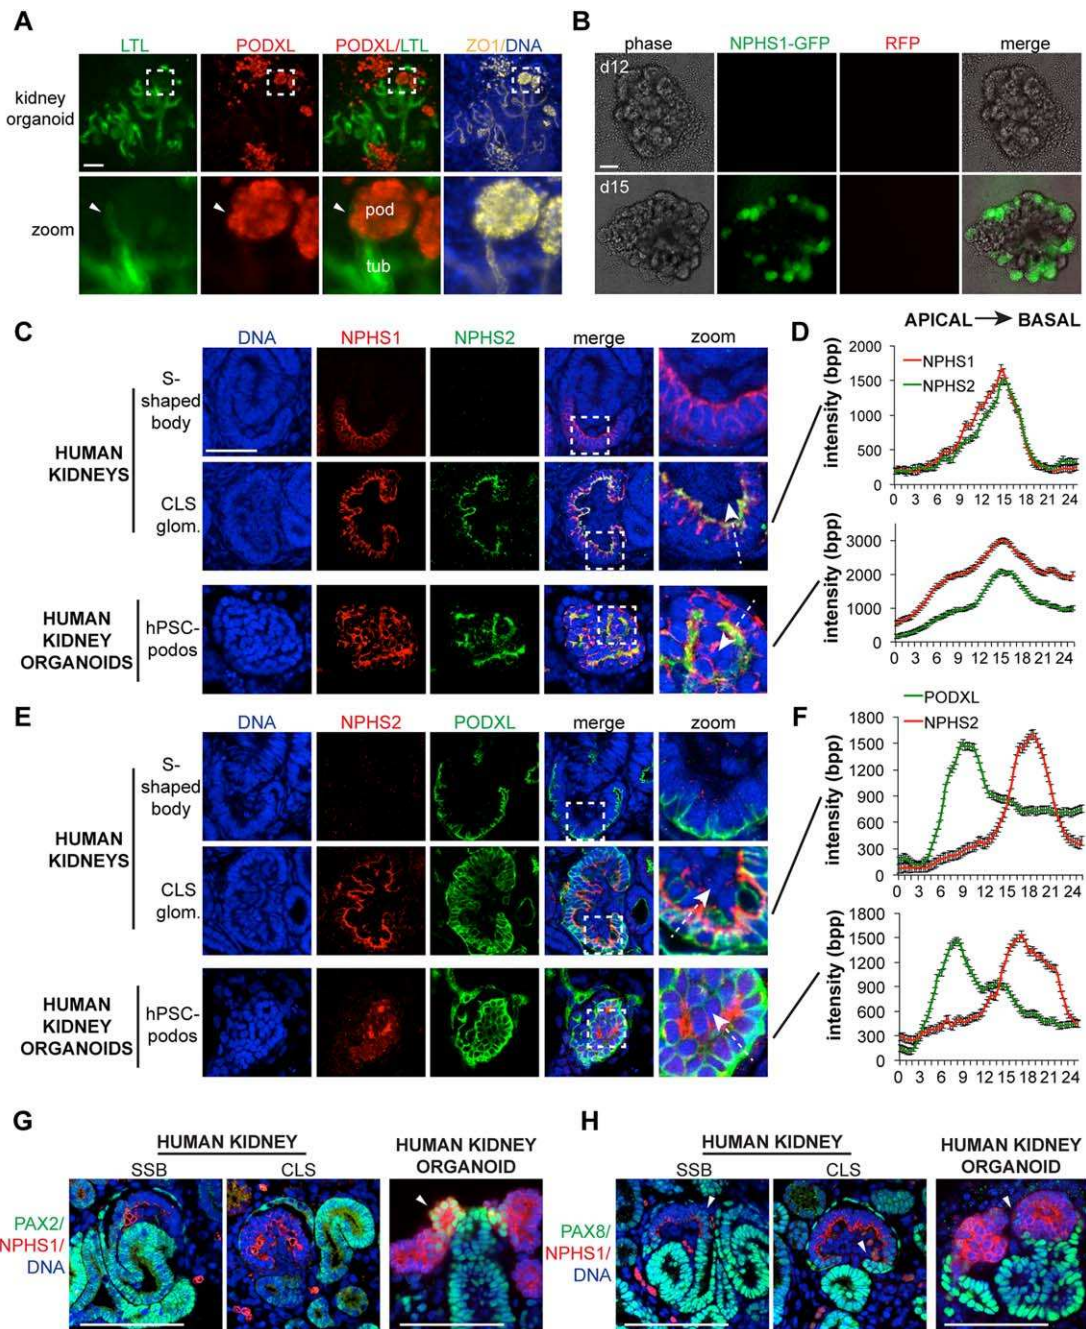 A
LTL PODXL PODXL/LTL ZO1/DNA
kidney
organoid
zoom
pod
tub
B
phase NPHS1-GFP RFP merge
d12
d15
C
DNA NPHS1 NPHS2 merge zoom
S-
shaped
body
HUMAN
KIDNEYS
CLS
glom.
HUMAN
KIDNEY
ORGANOIDS
hPSC-
podos
D
APICAL BASAL
intensity (bpp)
2000
1500
1000
500
0
NPHS1
NPHS2
0 3 6 9 12 15 18 21 24
intensity (bpp)
3000
2000
1000
0
0 3 6 9 12 15 18 21 24
E
DNA NPHS2 PODXL merge zoom
S-
shaped
body
HUMAN
KIDNEYS
CLS
glom.
HUMAN
KIDNEY
ORGANOIDS
hPSC-
podos
F
PODXL
NPHS2
intensity (bpp)
1800
1500
1200
900
600
300
0
0 3 6 9 12 15 18 21 24
intensity (bpp)
1800
1500
1200
900
600
300
0
0 3 6 9 12 15 18 21 24
G
HUMAN KIDNEY
SSB CLS
HUMAN KIDNEY
ORGANOID
PAX2/
NPHS1/
DNA
H
HUMAN KIDNEY
SSB CLS
HUMAN KIDNEY
ORGANOID
PAX8/
NPHS1/
DNA